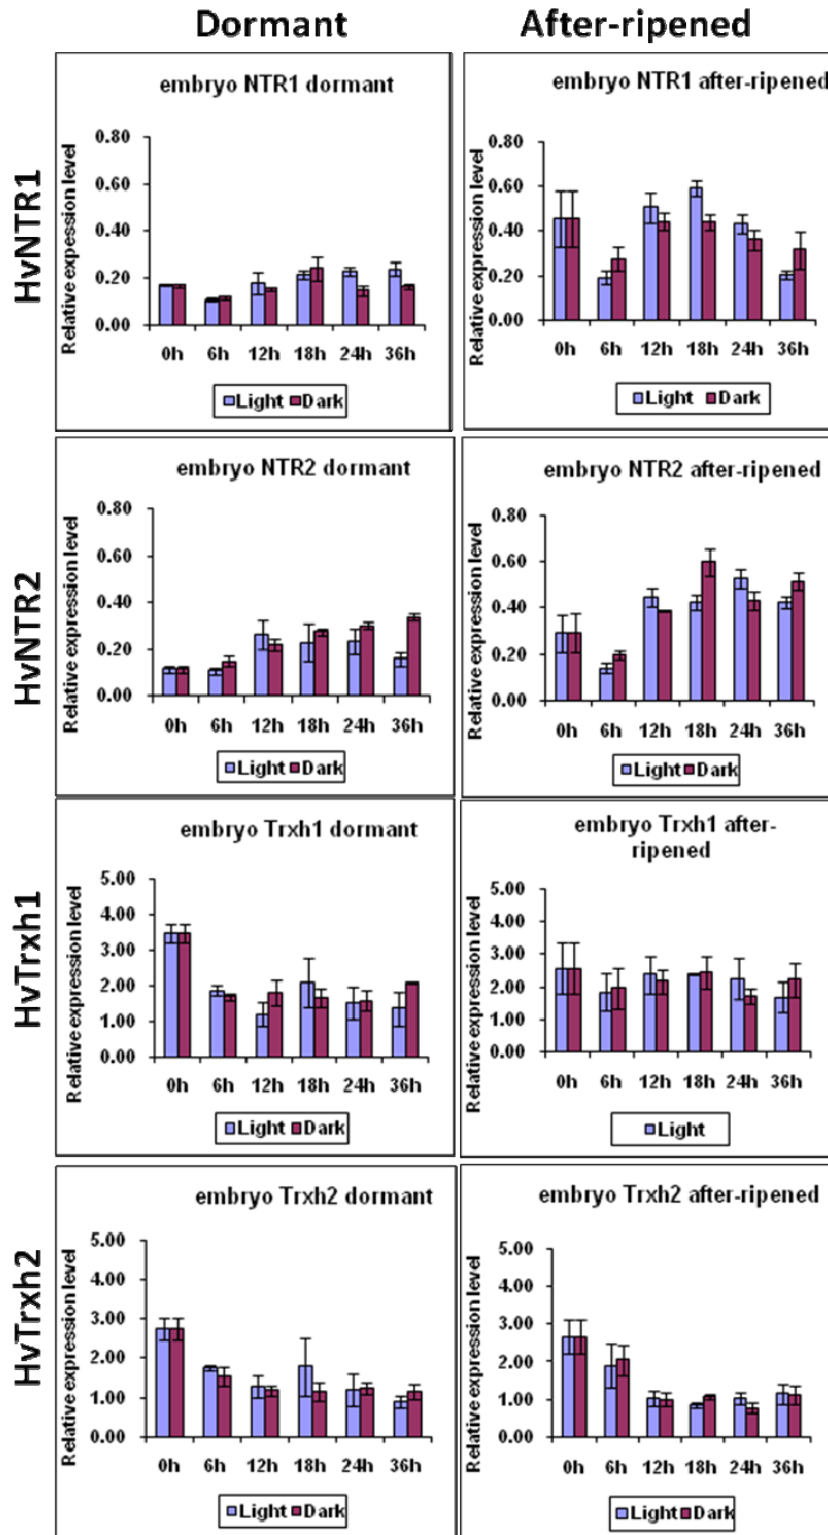 Dormant
After-ripened
HvNTR1
embryo NTR1 dormant
Relative expession level
0.80
0.60
0.40
0.20
0.00
0h 6h 12h 18h 24h 36h
Light Dark
embryo NTR1 after-ripened
Relative expression level
0.80
0.60
0.40
0.20
0.00
0h 6h 12h 18h 24h 36h
Light Dark
HvNTR2
embryo NTR2 dormant
Relative expression level
0.80
0.60
0.40
0.20
0.00
0h 6h 12h 18h 24h 36h
Light Dark
embryo NTR2 after-ripened
Relative expression level
0.80
0.60
0.40
0.20
0.00
0h 6h 12h 18h 24h 36h
Light Dark
HvTrxh1
embryo Trxh1 dormant
Relative expression level
5.00
4.00
3.00
2.00
1.00
0.00
0h 6h 12h 18h 24h 36h
Light Dark
embryo Trxh1 after-
ripened
Relative expression level
5.00
4.00
3.00
2.00
1.00
0.00
0h 6h 12h 18h 24h 36h
Light
HvTrxh2
embryo Trxh2 dormant
Relative expression level
5.00
4.00
3.00
2.00
1.00
0.00
0h 6h 12h 18h 24h 36h
Light Dark
embryo Trxh2 after-ripened
Relative expression level
5.00
4.00
3.00
2.00
1.00
0.00
0h 6h 12h 18h 24h 36h
Light Dark